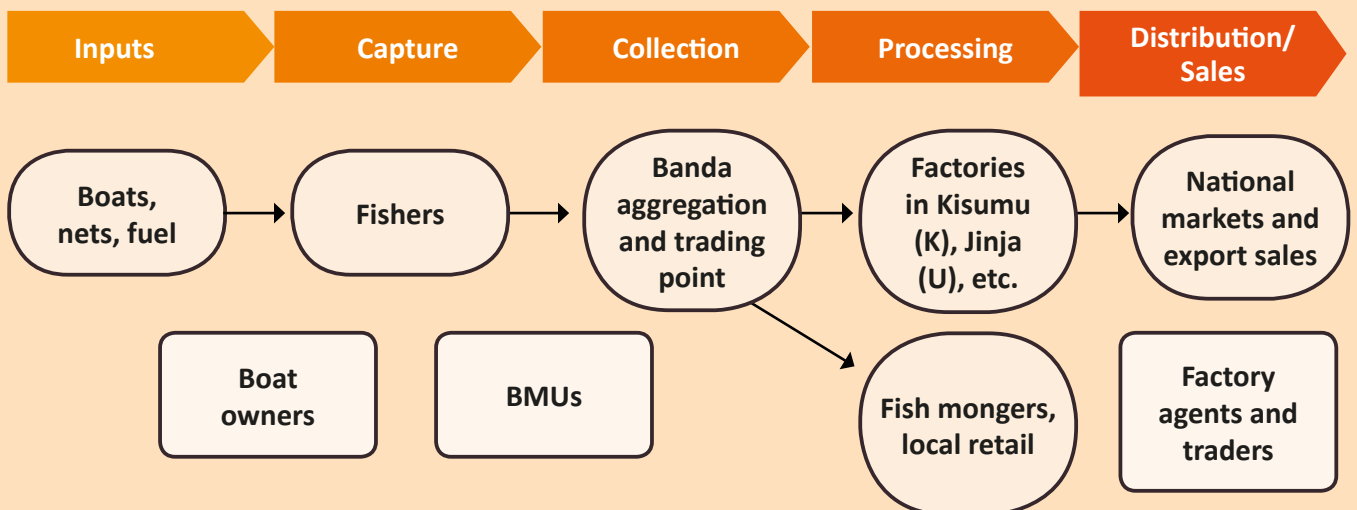 Inputs
Capture
Collection
Processing
Distribution/
Sales
Boats,
nets, fuel
Fishers
Banda
aggregation
and trading
point
Factories
in Kisumu
(K), Jinja
(U), etc.
National
markets and
export sales
Boat
owners
BMUs
Fish mongers,
local retail
Factory
agents and
traders